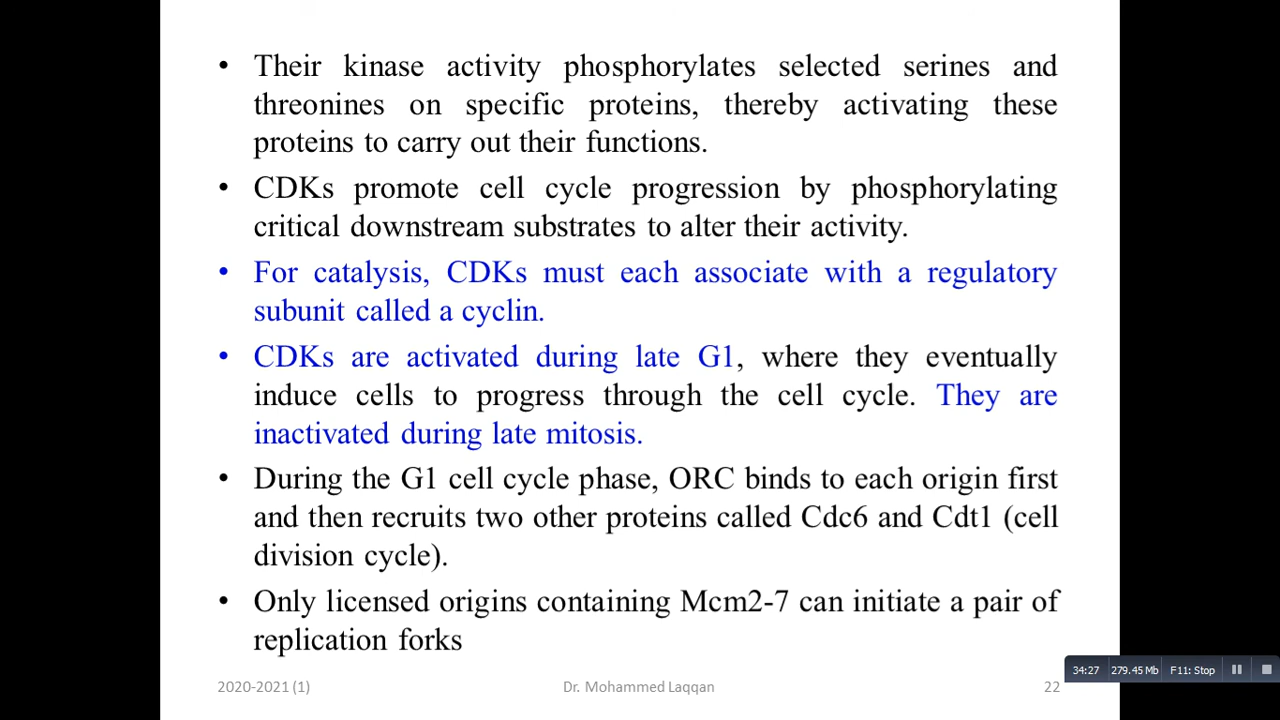 • Their kinase activity phosphorylates selected serines and
threonines on specific proteins, thereby activating these
proteins to carry out their functions.
• CDKs promote cell cycle progression by phosphorylating
critical downstream substrates to alter their activity.
• For catalysis, CDKs must each associate with a regulatory
subunit called a cyclin.
• CDKs are activated during late G1, where they eventually
induce cells to progress through the cell cycle. They are
inactivated during late mitosis.
• During the G1 cell cycle phase, ORC binds to each origin first
and then recruits two other proteins called Cdc6 and Cdt1 (cell
division cycle).
• Only licensed origins containing Mcm2-7 can initiate a pair of
replication forks
34:27 279.45 Mb F11: Stop
2020-2021 (1) Dr. Mohammed Laqqan 22